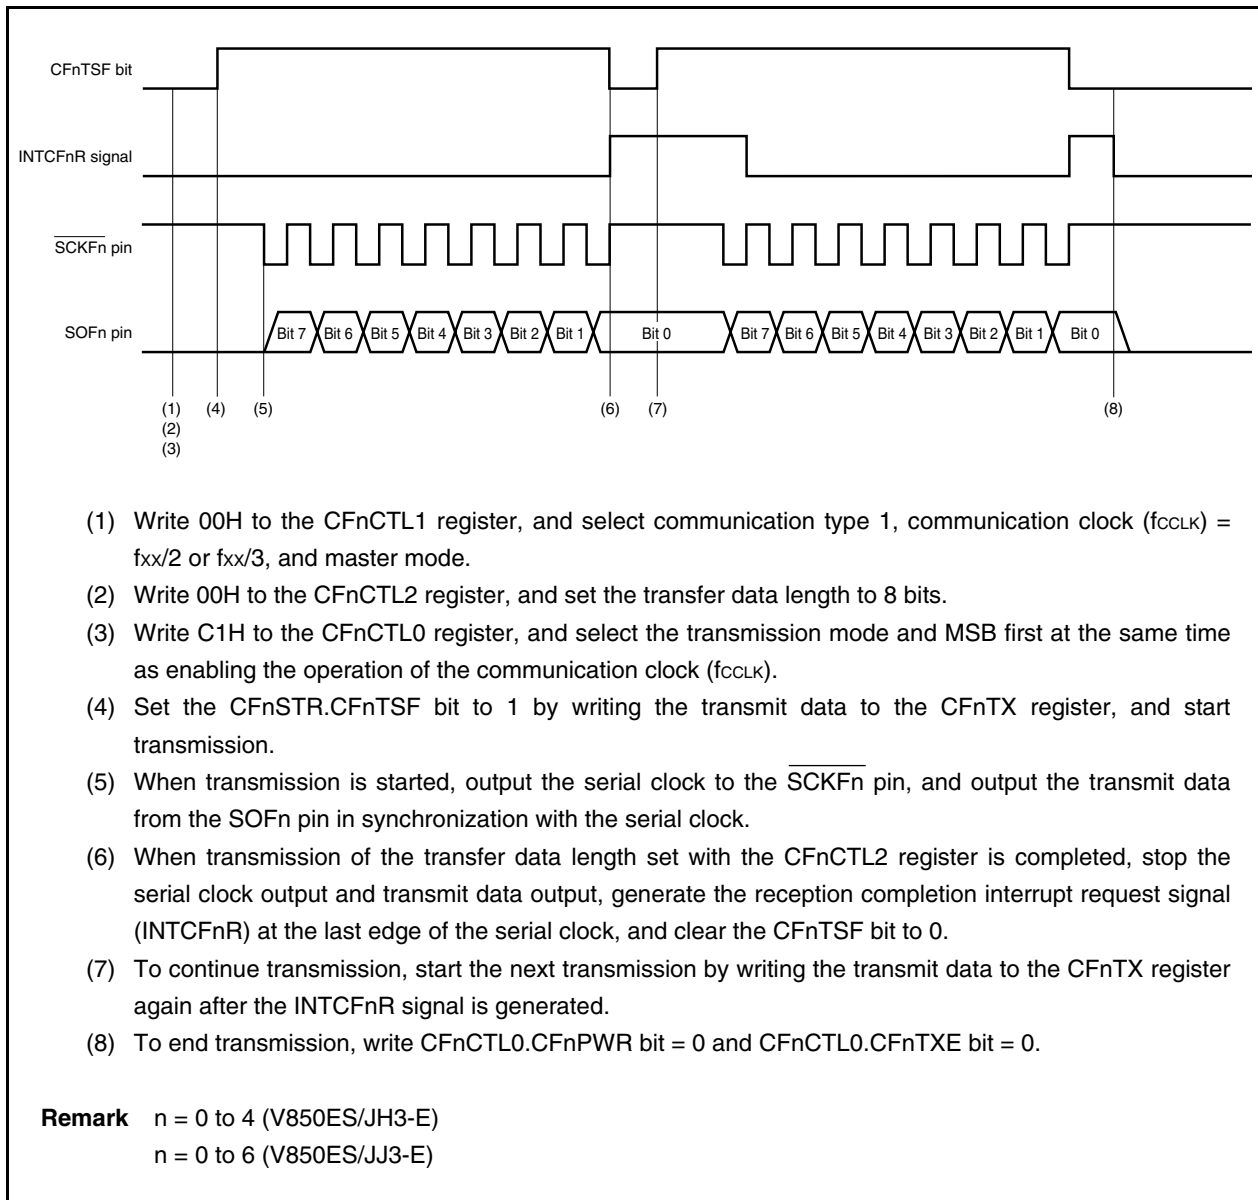 CFnTSF bit
INTCFnR signal
SCKFn pin
SOFn pin
Bit 7 Bit 6 Bit 5 Bit 4 Bit 3 Bit 2 Bit 1 Bit 0 Bit 7 Bit 6 Bit 5 Bit 4 Bit 3 Bit 2 Bit 1 Bit 0
(1) (4) (5) (6) (7) (8)
(2)
(3)
(1) Write 00H to the CFnCTL1 register, and select communication type 1, communication clock (fCCLK) =
fxx/2 or fxx/3, and master mode.
(2) Write 00H to the CFnCTL2 register, and set the transfer data length to 8 bits.
(3) Write C1H to the CFnCTL0 register, and select the transmission mode and MSB first at the same time
as enabling the operation of the communication clock (fCCLK).
(4) Set the CFnSTR.CFnTSF bit to 1 by writing the transmit data to the CFnTX register, and start
transmission.
(5) When transmission is started, output the serial clock to the SCKFn pin, and output the transmit data
from the SOFn pin in synchronization with the serial clock.
(6) When transmission of the transfer data length set with the CFnCTL2 register is completed, stop the
serial clock output and transmit data output, generate the reception completion interrupt request signal
(INTCFnR) at the last edge of the serial clock, and clear the CFnTSF bit to 0.
(7) To continue transmission, start the next transmission by writing the transmit data to the CFnTX register
again after the INTCFnR signal is generated.
(8) To end transmission, write CFnCTL0.CFnPWR bit = 0 and CFnCTL0.CFnTXE bit = 0.
Remark n = 0 to 4 (V850ES/JH3-E)
n = 0 to 6 (V850ES/JJ3-E)